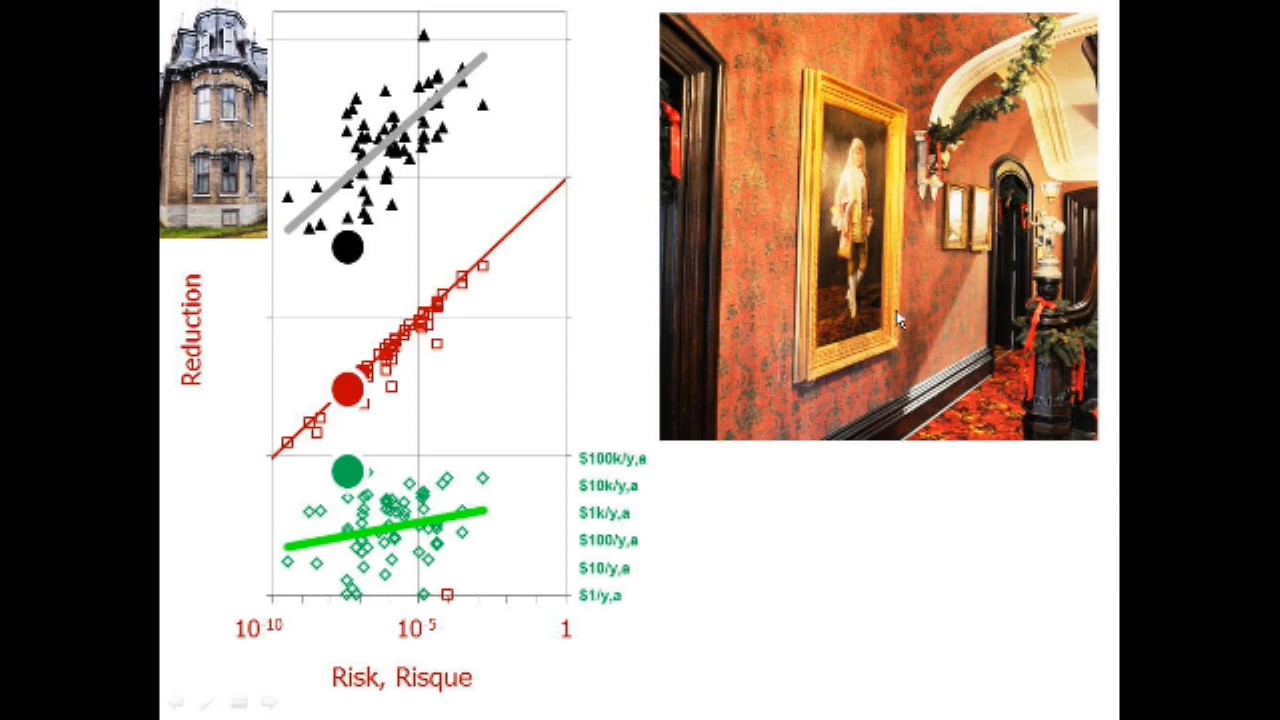 Reduction
$100k/y,a
$10k/y,a
$1k/y,a
$100/y,a
$10/y,a
$1/y,a
10-10
10-5
1
Risk, Risque